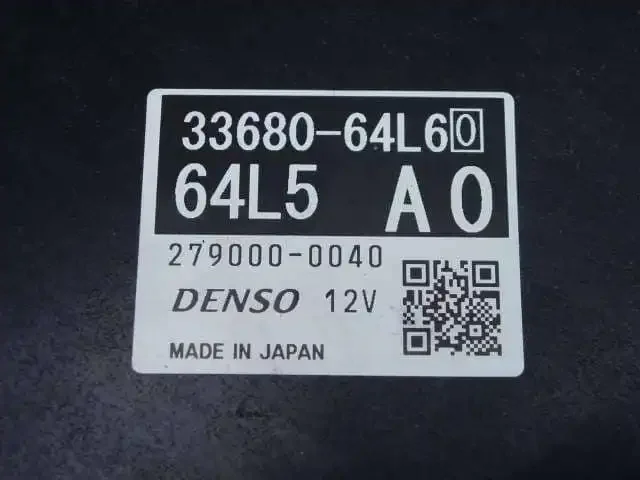 33680-64L60
64L5 A0
279000-0040
DENSO 12V
MADE IN JAPAN